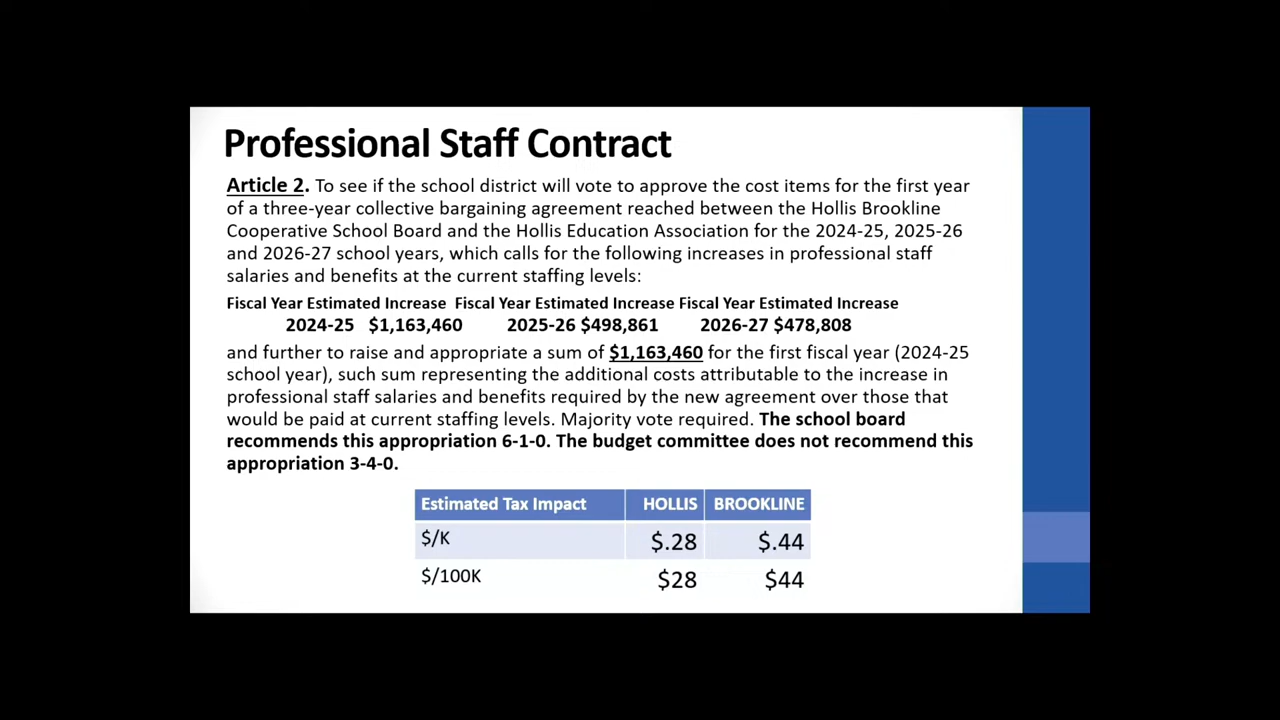 Professional Staff Contract
Article 2. To see if the school district will vote to approve the cost items for the first year
of a three-year collective bargaining agreement reached between the Hollis Brookline
Cooperative School Board and the Hollis Education Association for the 2024-25, 2025-26
and 2026-27 school years, which calls for the following increases in professional staff
salaries and benefits at the current staffing levels:
Fiscal Year Estimated Increase Fiscal Year Estimated Increase Fiscal Year Estimated Increase
2024-25 $1,163,460 2025-26 $498,861 2026-27 $478,808
and further to raise and appropriate a sum of $1,163,460 for the first fiscal year (2024-25
school year), such sum representing the additional costs attributable to the increase in
professional staff salaries and benefits required by the new agreement over those that
would be paid at current staffing levels. Majority vote required. The school board
recommends this appropriation 6-1-0. The budget committee does not recommend this
appropriation 3-4-0.
Estimated Tax Impact HOLLIS BROOKLINE
$/K $.28 $.44
$/100K $28 $44